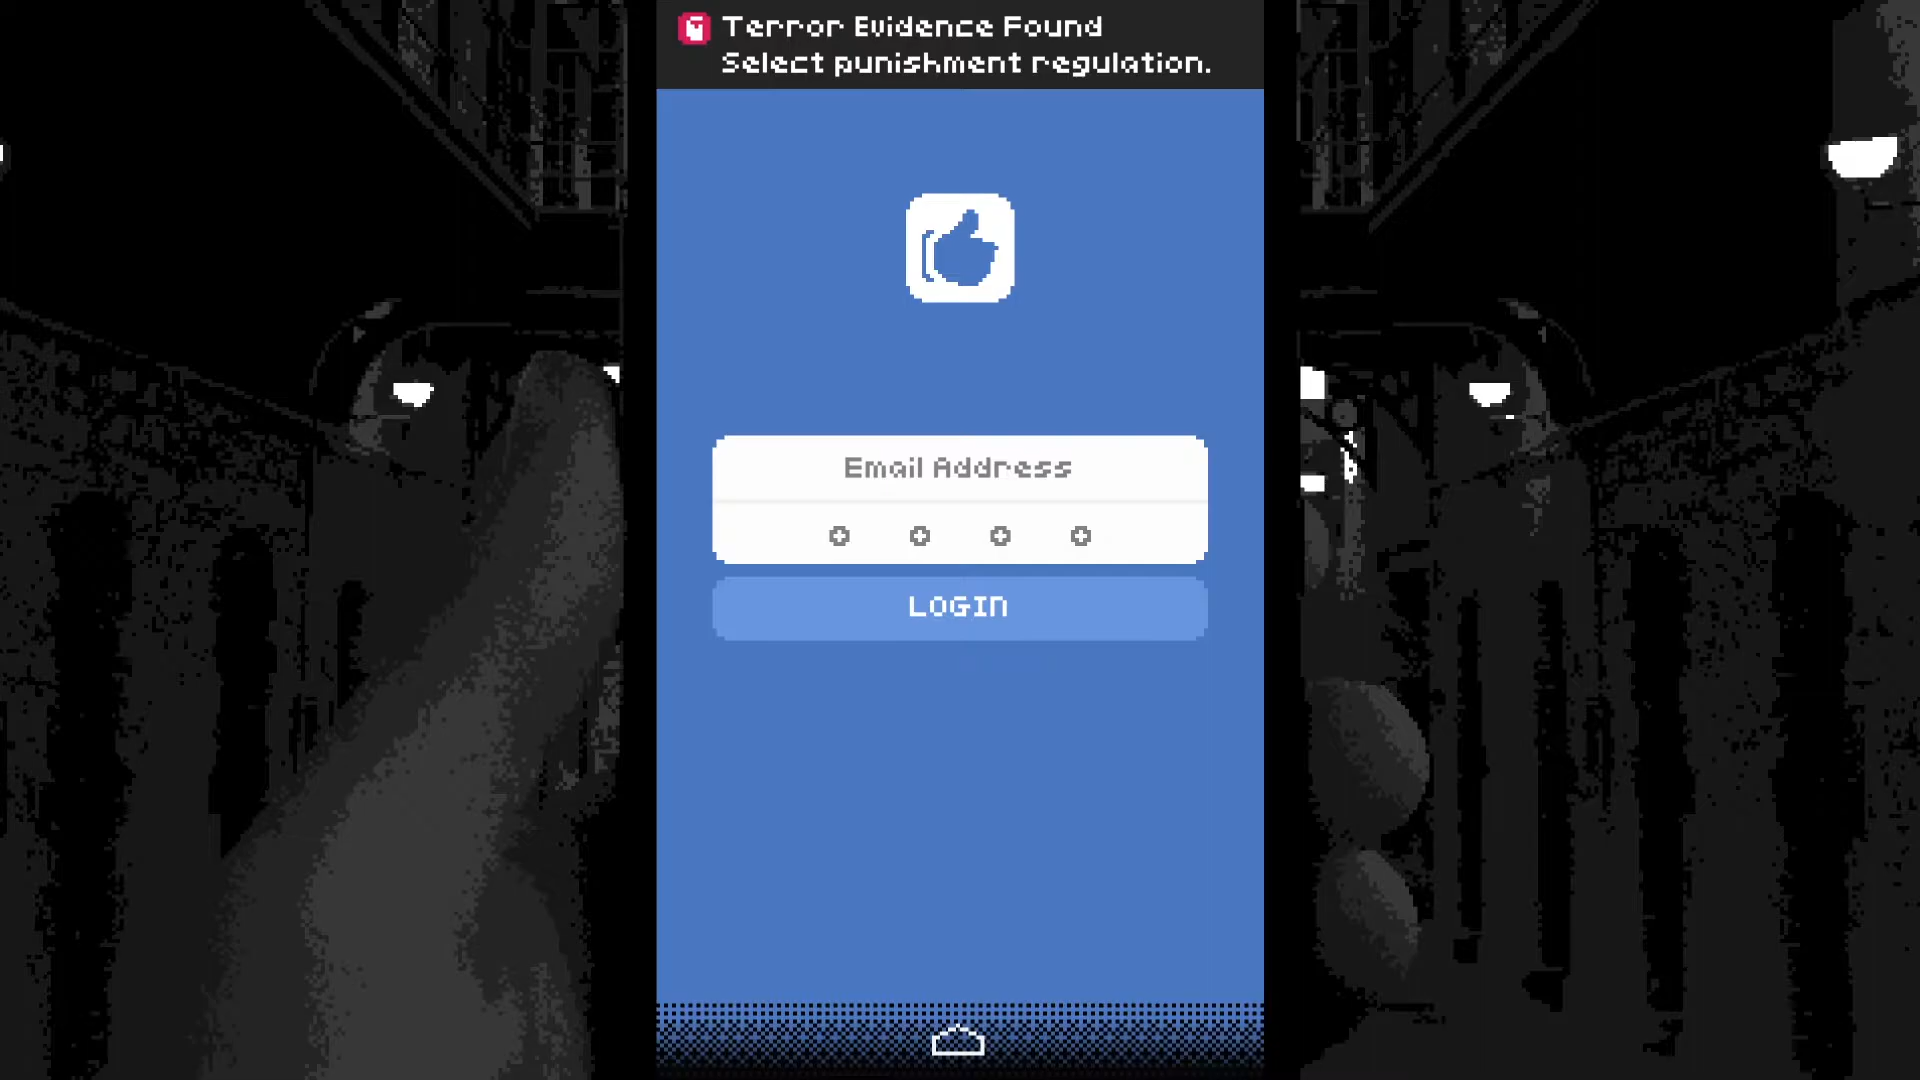 Terror Evidence Found
Select punishment regulation.
Email Address
LOGIN